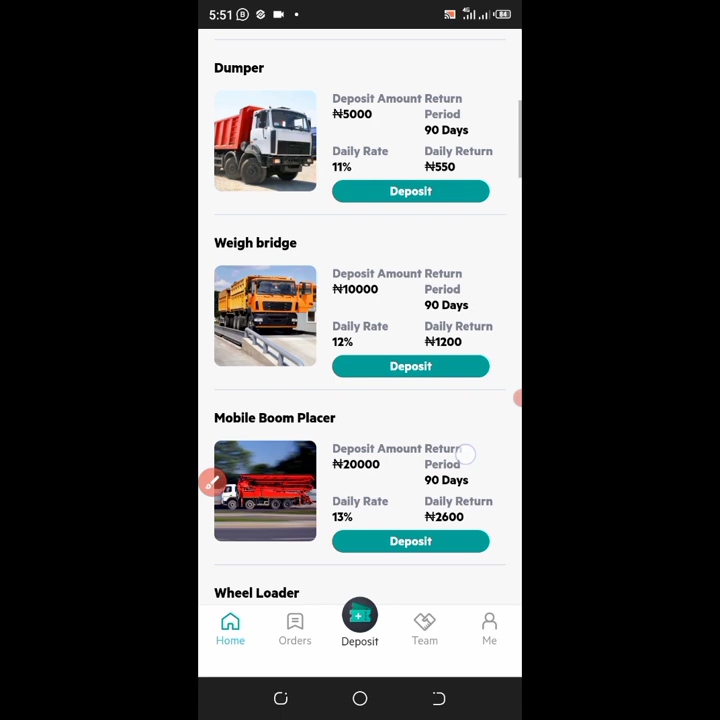 5:51
4G
84
Dumper
Deposit Amount Return Period
₦5000
90 Days
Daily Rate Daily Return
11% ₦550
Deposit
Weigh bridge
Deposit Amount Return Period
₦10000
90 Days
Daily Rate Daily Return
12% ₦1200
Deposit
Mobile Boom Placer
Deposit Amount Return Period
₦20000
90 Days
Daily Rate Daily Return
13% ₦2600
Deposit
Wheel Loader
Home Orders Deposit Team Me